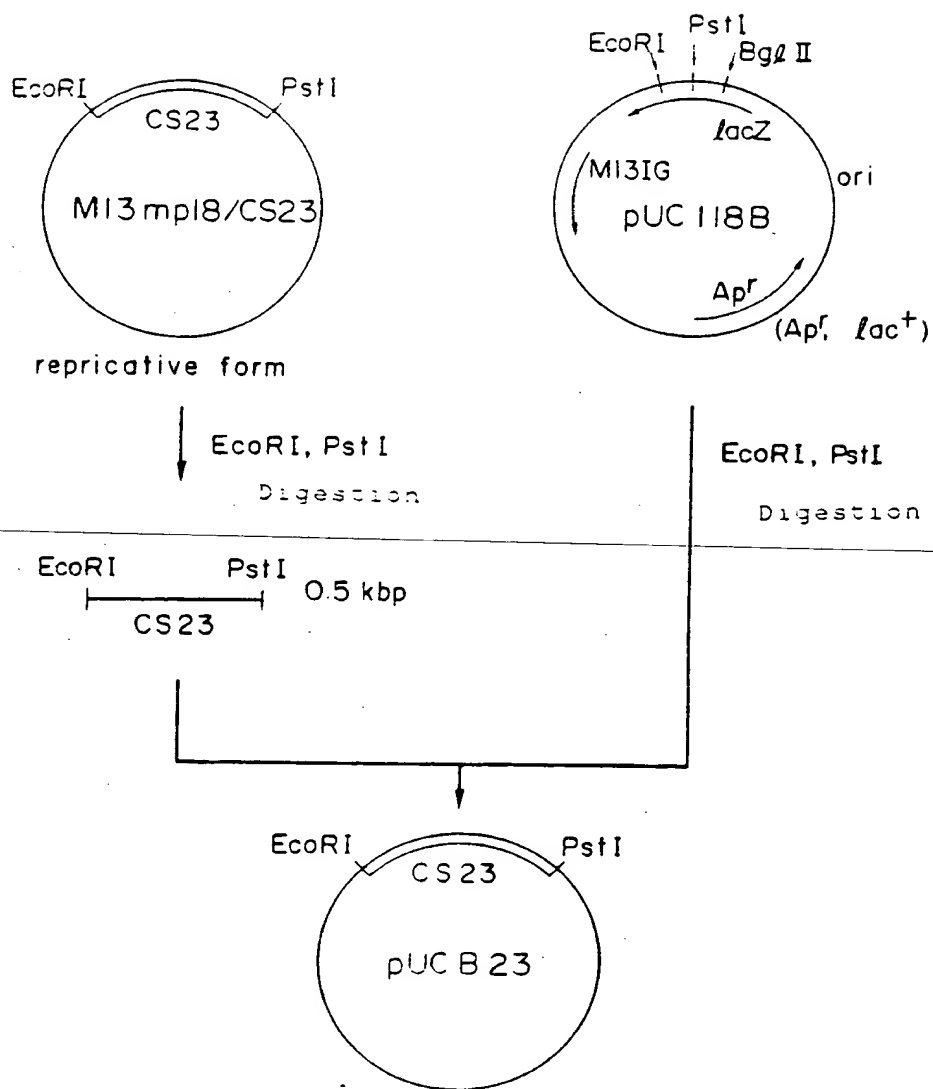 EcoRI
PstI
CS23
M13mp18/CS23
repricative form
EcoRI, PstI
Digestion
EcoRI
PstI
BglII
lacZ
M13IG
ori
pUC118B
Apr
(Apr, lac+)
EcoRI, PstI
Digestion
EcoRI
PstI
0.5 kbp
CS23
EcoRI
PstI
CS23
pUCB23